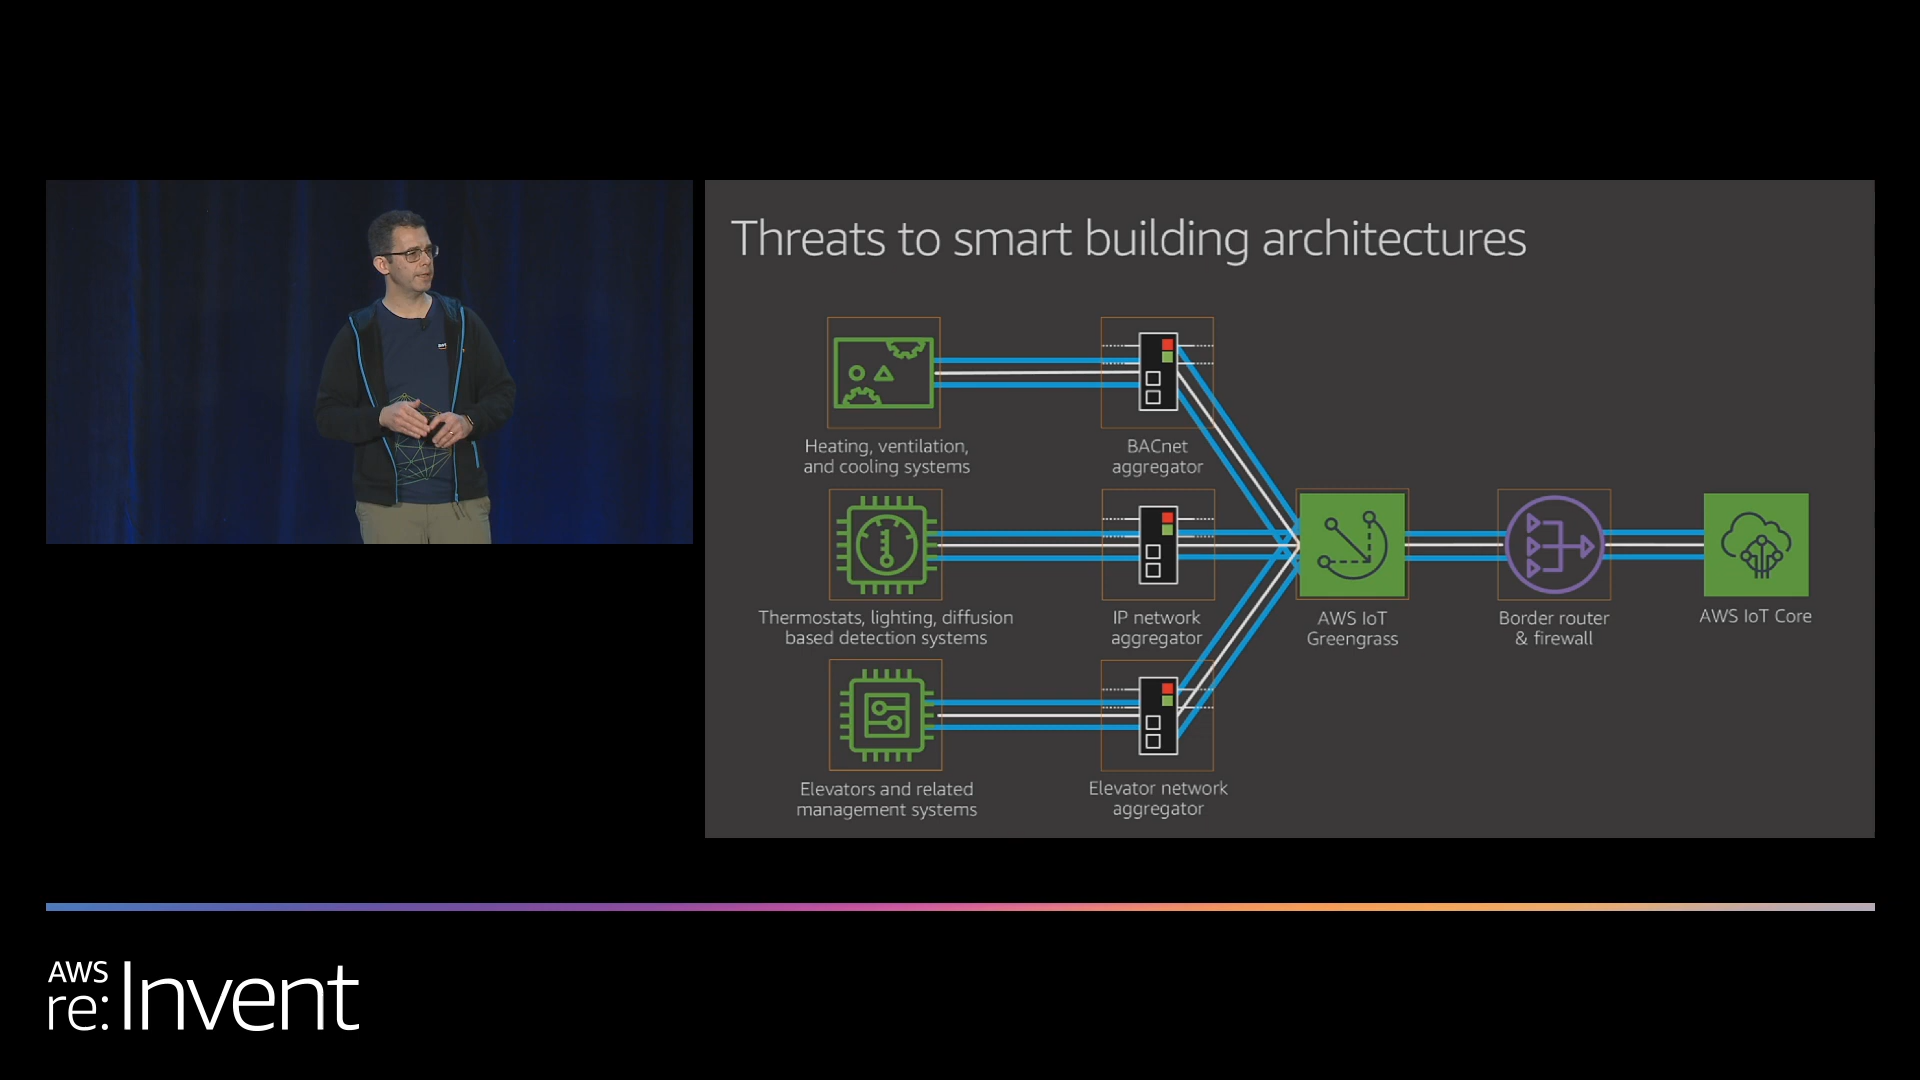 Threats to smart building architectures
Heating, ventilation,
and cooling systems
BACnet
aggregator
Thermostats, lighting, diffusion
based detection systems
IP network
aggregator
AWS IoT
Greengrass
Border router
& firewall
AWS IoT Core
Elevators and related
management systems
Elevator network
aggregator
AWS
re:Invent